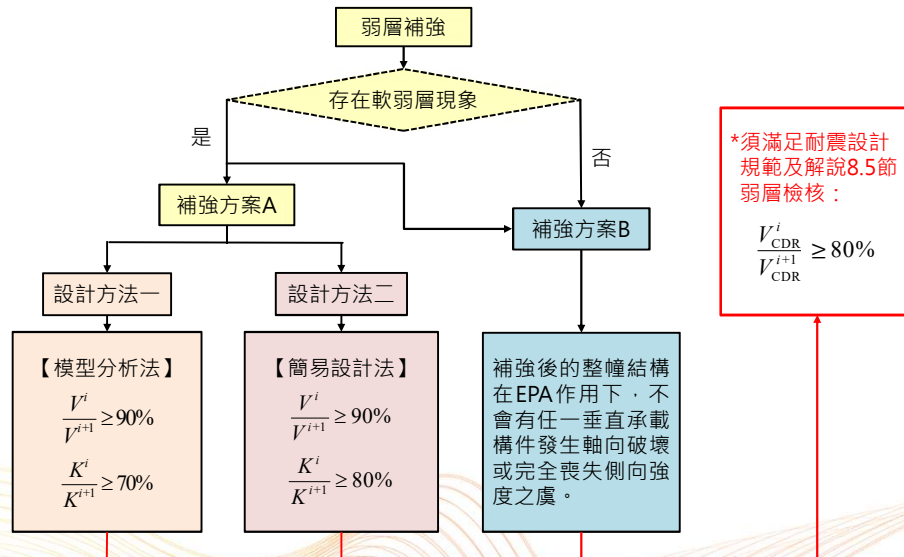 弱層補強
存在軟弱層現象
是
否
補強方案A
補強方案B
設計方法一
設計方法二
【模型分析法】
V^i / V^{i+1} ≥ 90%
K^i / K^{i+1} ≥ 70%
【簡易設計法】
V^i / V^{i+1} ≥ 90%
K^i / K^{i+1} ≥ 80%
補強後的整幢結構
在EPA作用下，不
會有任一垂直承載
構件發生軸向破壞
或完全喪失側向強
度之虞。
*須滿足耐震設計
規範及解說8.5節
弱層檢核：
V^i_CDR / V^{i+1}_CDR ≥ 80%